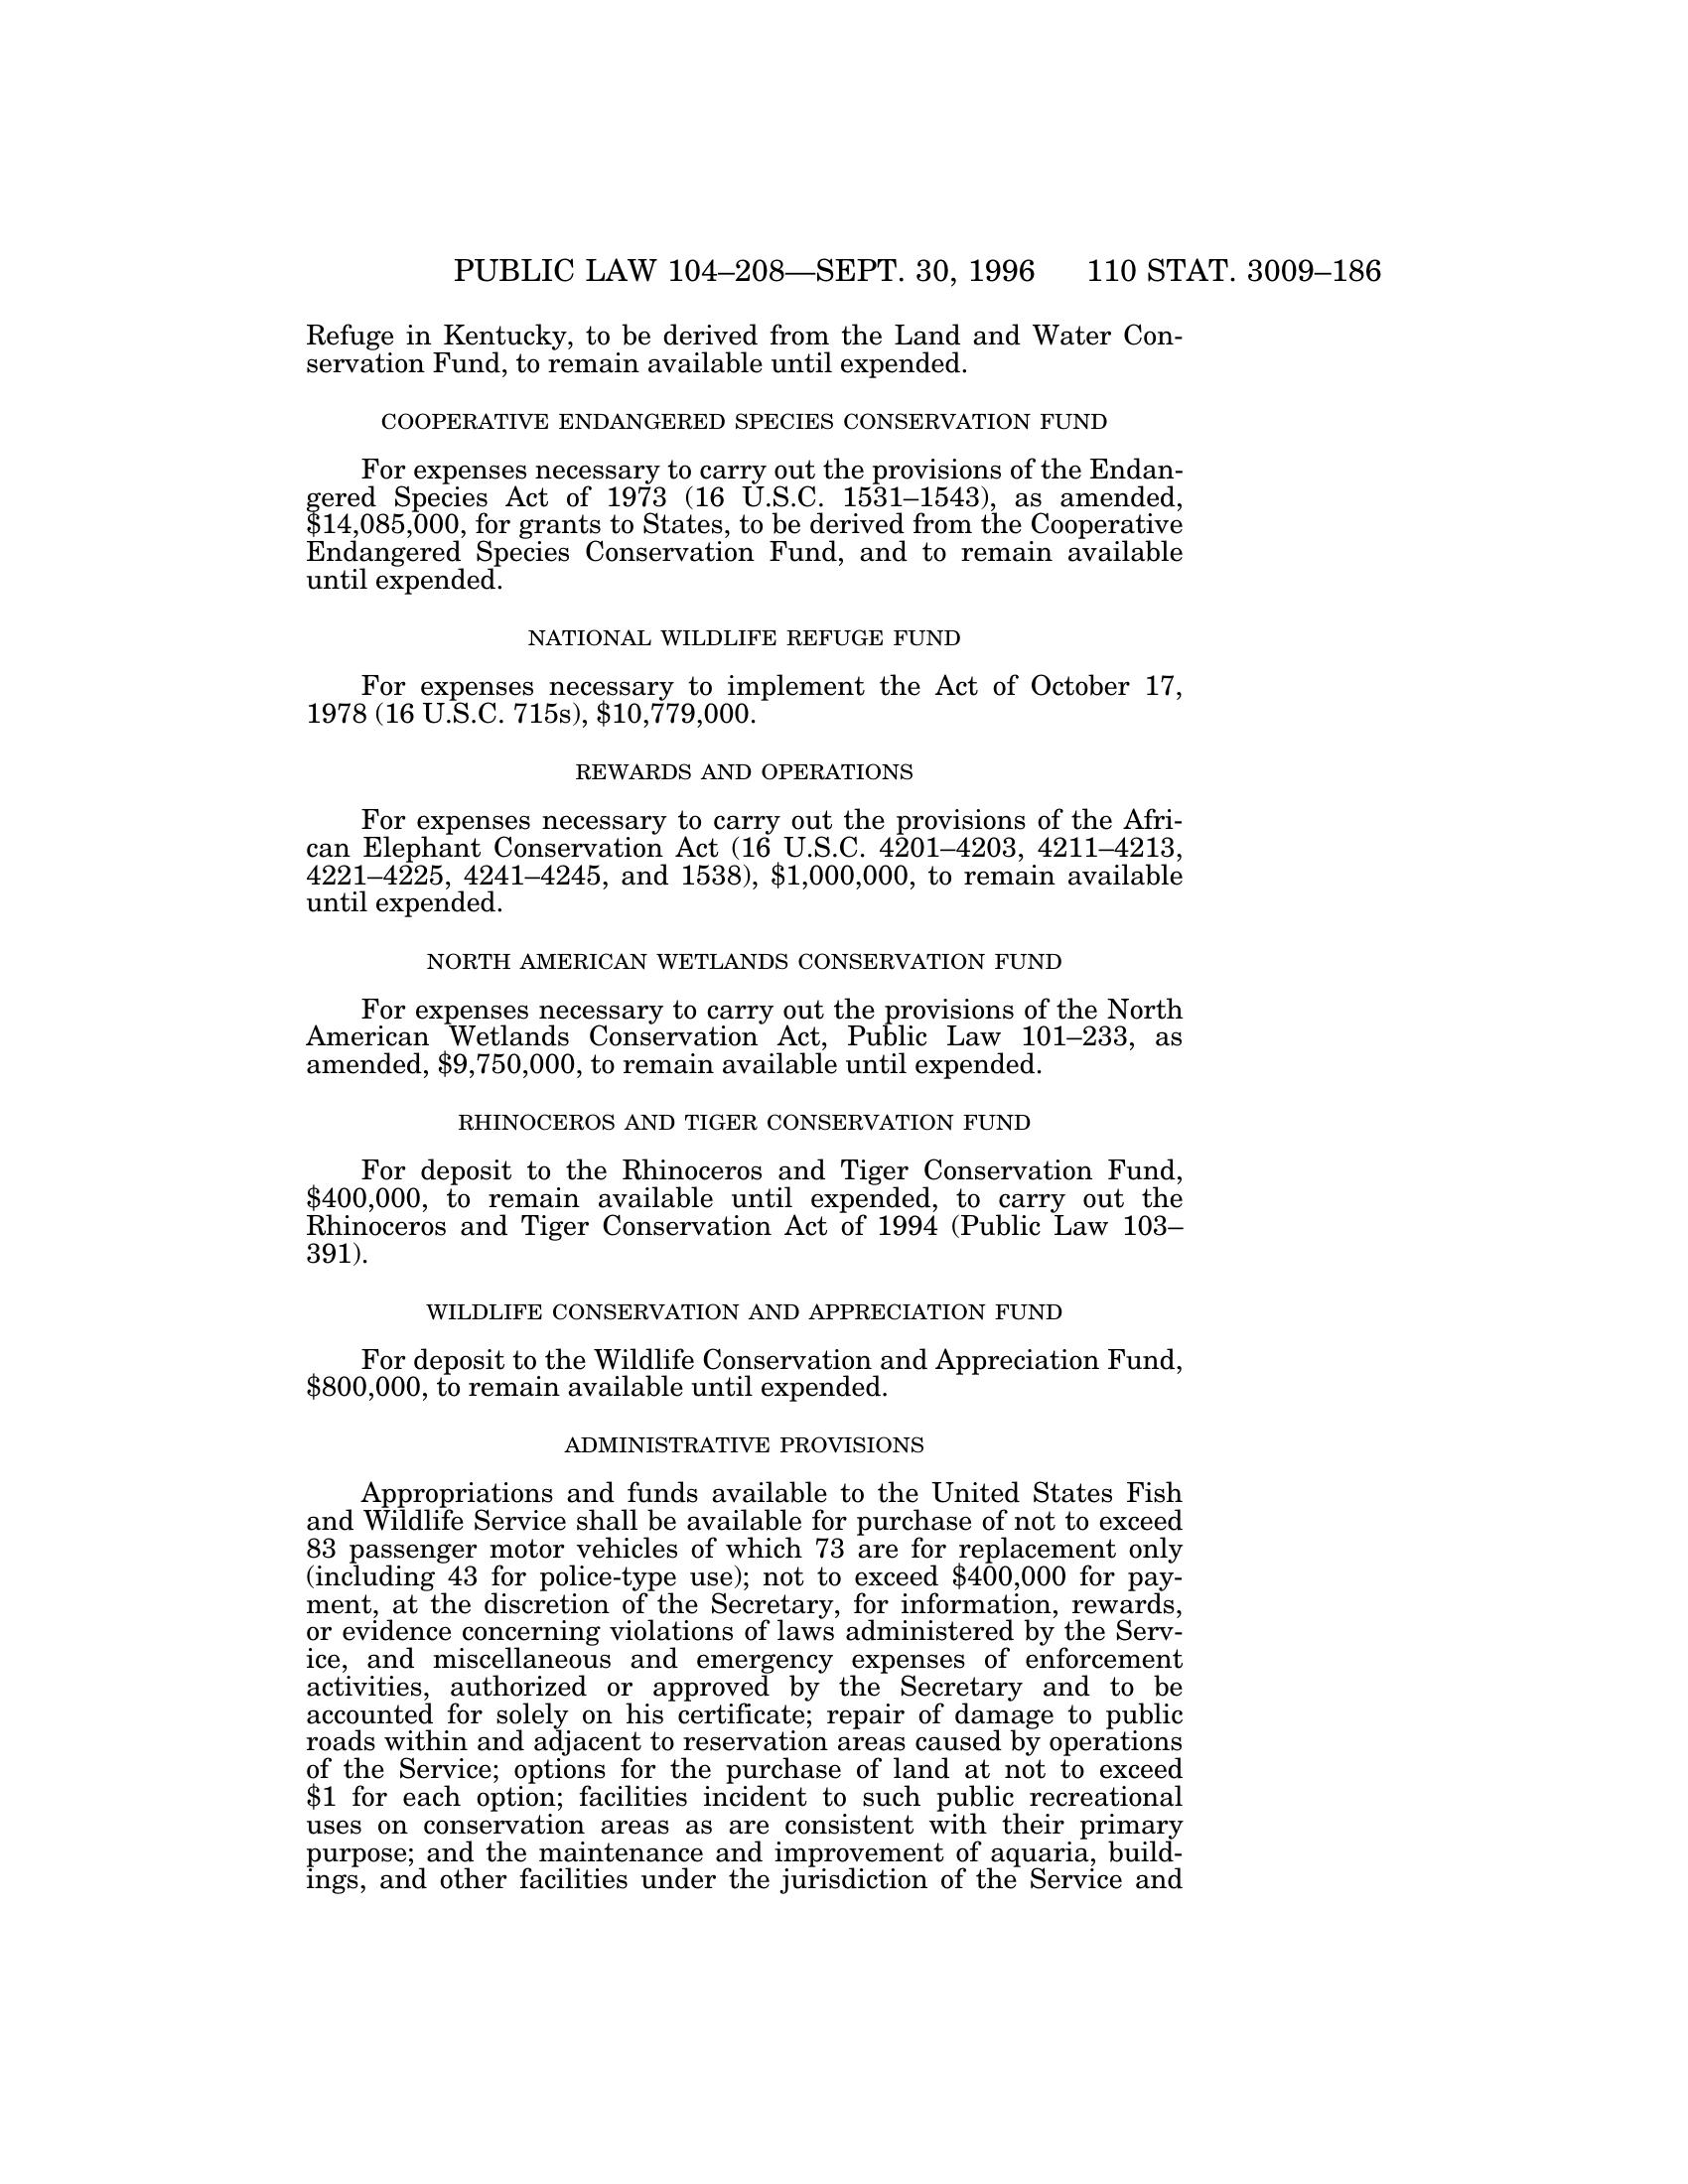 PUBLIC LAW 104–208—SEPT. 30, 1996 110 STAT. 3009–186
Refuge in Kentucky, to be derived from the Land and Water Con-
servation Fund, to remain available until expended.
COOPERATIVE ENDANGERED SPECIES CONSERVATION FUND
For expenses necessary to carry out the provisions of the Endan-
gered Species Act of 1973 (16 U.S.C. 1531–1543), as amended,
$14,085,000, for grants to States, to be derived from the Cooperative
Endangered Species Conservation Fund, and to remain available
until expended.
NATIONAL WILDLIFE REFUGE FUND
For expenses necessary to implement the Act of October 17,
1978 (16 U.S.C. 715s), $10,779,000.
REWARDS AND OPERATIONS
For expenses necessary to carry out the provisions of the Afri-
can Elephant Conservation Act (16 U.S.C. 4201–4203, 4211–4213,
4221–4225, 4241–4245, and 1538), $1,000,000, to remain available
until expended.
NORTH AMERICAN WETLANDS CONSERVATION FUND
For expenses necessary to carry out the provisions of the North
American Wetlands Conservation Act, Public Law 101–233, as
amended, $9,750,000, to remain available until expended.
RHINOCEROS AND TIGER CONSERVATION FUND
For deposit to the Rhinoceros and Tiger Conservation Fund,
$400,000, to remain available until expended, to carry out the
Rhinoceros and Tiger Conservation Act of 1994 (Public Law 103–
391).
WILDLIFE CONSERVATION AND APPRECIATION FUND
For deposit to the Wildlife Conservation and Appreciation Fund,
$800,000, to remain available until expended.
ADMINISTRATIVE PROVISIONS
Appropriations and funds available to the United States Fish
and Wildlife Service shall be available for purchase of not to exceed
83 passenger motor vehicles of which 73 are for replacement only
(including 43 for police-type use); not to exceed $400,000 for pay-
ment, at the discretion of the Secretary, for information, rewards,
or evidence concerning violations of laws administered by the Serv-
ice, and miscellaneous and emergency expenses of enforcement
activities, authorized or approved by the Secretary and to be
accounted for solely on his certificate; repair of damage to public
roads within and adjacent to reservation areas caused by operations
of the Service; options for the purchase of land at not to exceed
$1 for each option; facilities incident to such public recreational
uses on conservation areas as are consistent with their primary
purpose; and the maintenance and improvement of aquaria, build-
ings, and other facilities under the jurisdiction of the Service and